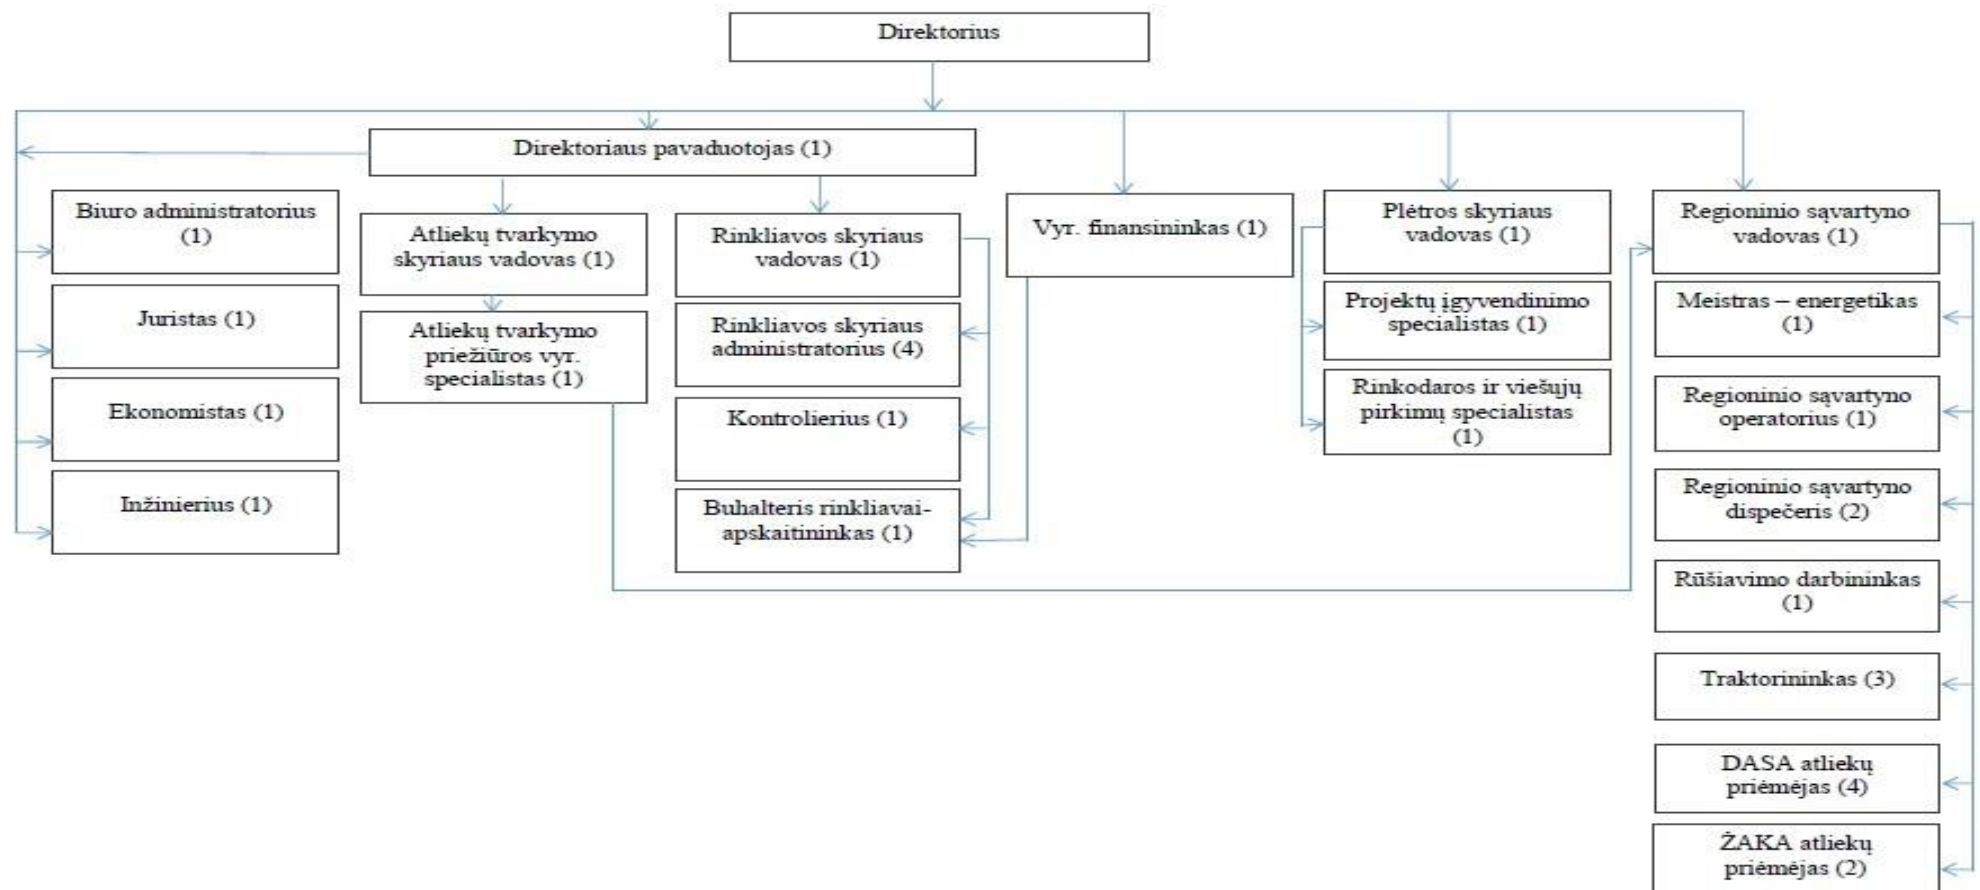 Direktorius
Direktoriaus pavaduotojas (1)
Biuro administratorius
(1)
Juristas (1)
Ekonomistas (1)
Inžinierius (1)
Atliekų tvarkymo
skyriaus vadovas (1)
Atliekų tvarkymo
priežiūros vyr.
specialistas (1)
Rinkliavos skyriaus
vadovas (1)
Rinkliavos skyriaus
administratorius (4)
Kontrolierius (1)
Buhalteris rinkliavai-
apskaitininkas (1)
Vyr. finansininkas (1)
Plėtros skyriaus
vadovas (1)
Projektų įgyvendinimo
specialistas (1)
Rinkodaros ir viešųjų
pirkimų specialistas
(1)
Regioninio sąvartyno
vadovas (1)
Meistras – energetikas
(1)
Regioninio sąvartyno
operatorius (1)
Regioninio sąvartyno
dispečeris (2)
Rūšiavimo darbininkas
(1)
Traktorininkas (3)
DASA atliekų
priėmėjas (4)
ŽAKA atliekų
priėmėjas (2)